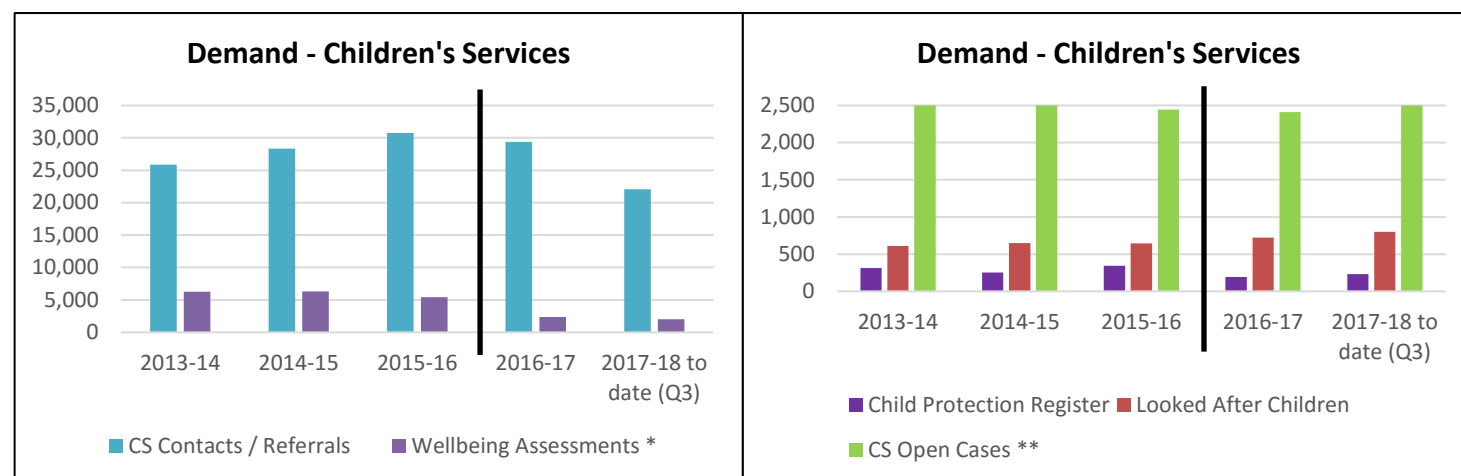 Demand - Children's Services
35,000
30,000
25,000
20,000
15,000
10,000
5,000
0
2013-14
2014-15
2015-16
2016-17
2017-18 to
date (Q3)
CS Contacts / Referrals
Wellbeing Assessments *
Demand - Children's Services
2,500
2,000
1,500
1,000
500
0
2013-14
2014-15
2015-16
2016-17
2017-18 to
date (Q3)
Child Protection Register
Looked After Children
CS Open Cases **